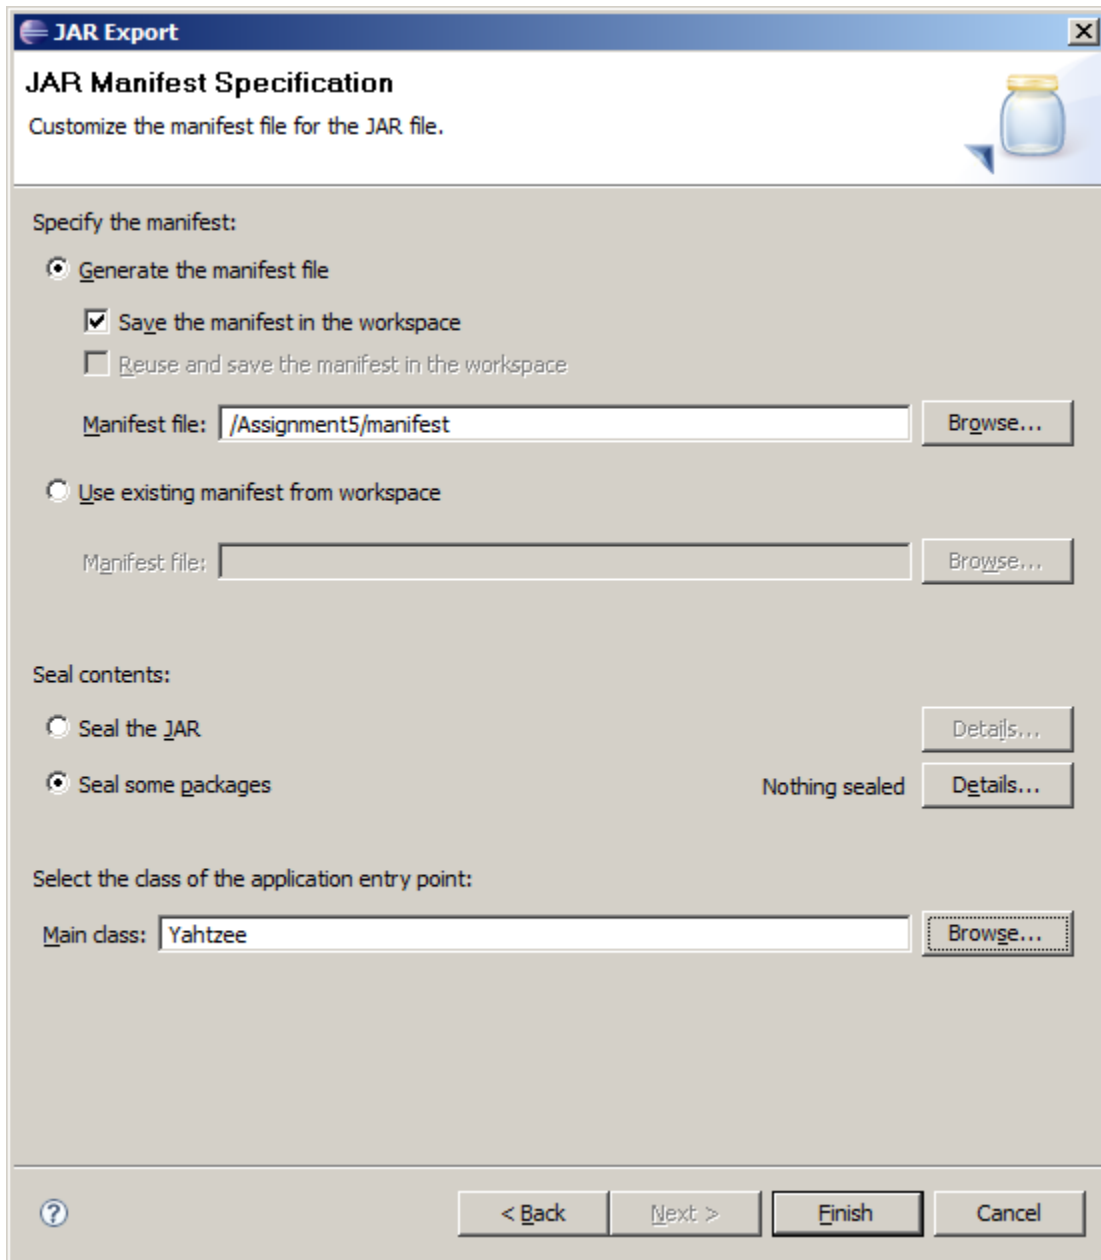 JAR Export
JAR Manifest Specification
Customize the manifest file for the JAR file.
Specify the manifest:
Generate the manifest file
Save the manifest in the workspace
Reuse and save the manifest in the workspace
Manifest file: /Assignment5/manifest Browse...
Use existing manifest from workspace
Manifest file: Browse...
Seal contents:
Seal the JAR Details...
Seal some packages Nothing sealed Details...
Select the class of the application entry point:
Main class: Yahtzee Browse...
? < Back Next > Finish Cancel